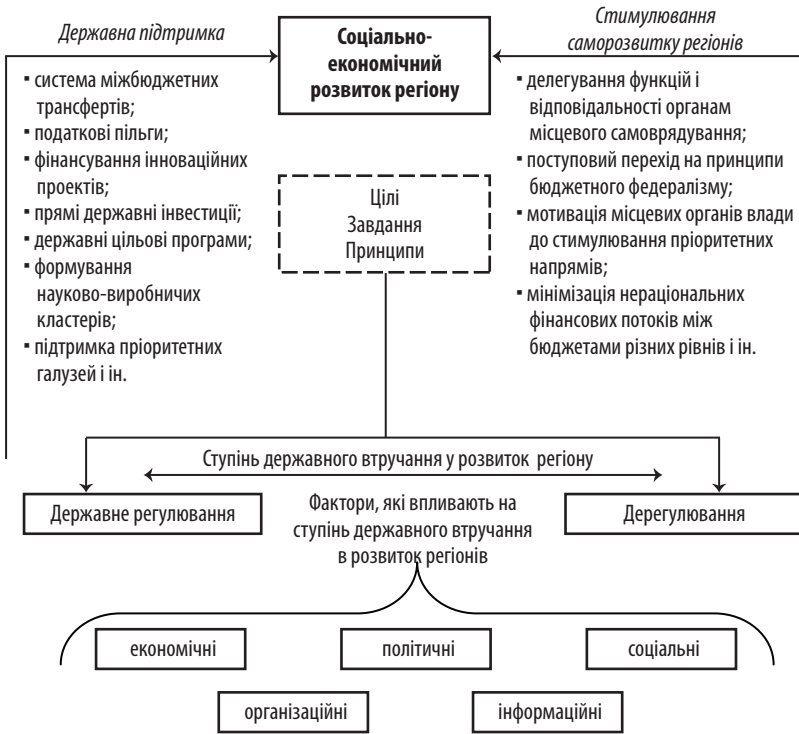 Державна підтримка
Соціально-
економічний
розвиток регіону
Стимулювання
саморозвитку регіонів
▪ система міжбюджетних
трансфертів;
▪ податкові пільги;
▪ фінансування інноваційних
проектів;
▪ прямі державні інвестиції;
▪ державні цільові програми;
▪ формування
науково-виробничих
кластерів;
▪ підтримка пріоритетних
галузей і ін.
Цілі
Завдання
Принципи
▪ делегування функцій і
відповідальності органам
місцевого самоврядування;
▪ поступовий перехід на принципи
бюджетного федералізму;
▪ мотивація місцевих органів влади
до стимулювання пріоритетних
напрямів;
▪ мінімізація нераціональних
фінансових потоків між
бюджетами різних рівнів і ін.
Ступінь державного втручання у розвиток регіону
Державне регулювання
Фактори, які впливають на
ступінь державного втручання
в розвиток регіонів
Дерегулювання
економічні
політичні
соціальні
організаційні
інформаційні